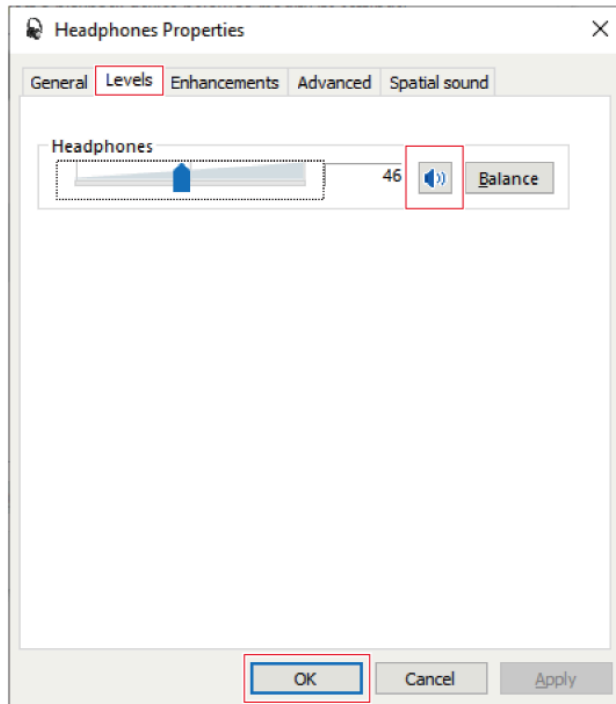 Headphones Properties
General Levels Enhancements Advanced Spatial sound
Headphones
46 Balance
OK Cancel Apply